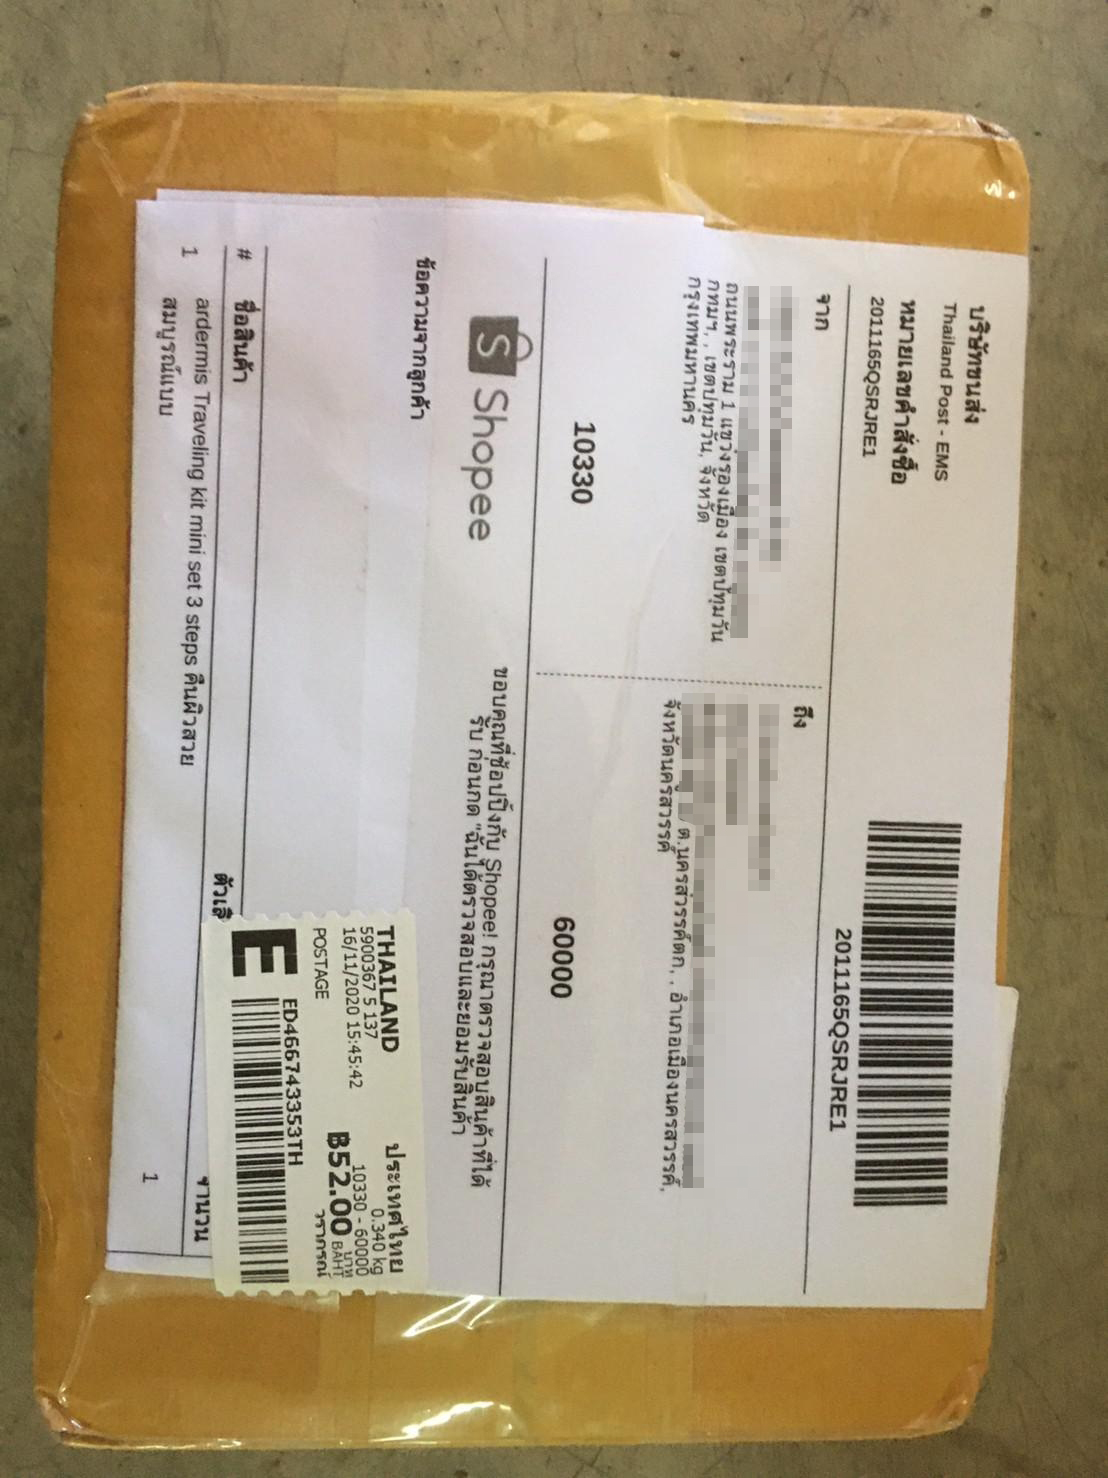 บริษัทขนส่ง
Thailand Post - EMS
หมายเลขคำสั่งซื้อ
2011165QSRJRE1
2011165QSRJRE1
จาก
ถนนพระราม 1 แขวงรองเมือง เขตปทุมวัน
กทมฯ, , เขตปทุมวัน, จังหวัด
กรุงเทพมหานคร
ถึง
ต.นครสวรรค์ตก, , อำเภอเมืองนครสวรรค์,
จังหวัดนครสวรรค์
10330
60000
Shopee
ขอบคุณที่ช้อปปิ้งกับ Shopee! กรุณาตรวจสอบสินค้าที่ได้
รับ ก่อนกด "ฉันได้ตรวจสอบและยอมรับสินค้า
ข้อความจากลูกค้า
# ชื่อสินค้า จำนวน
1 ardermis Traveling kit mini set 3 steps คืนผิวสวย 1
สมบูรณ์แบบ
THAILAND ประเทศไทย
5900367 5 137 0.340 kg
16/11/2020 15:45:42 10330 - 60000
POSTAGE ฿52.00 บาท BAHT
วราภรณ์
E ED466743353TH